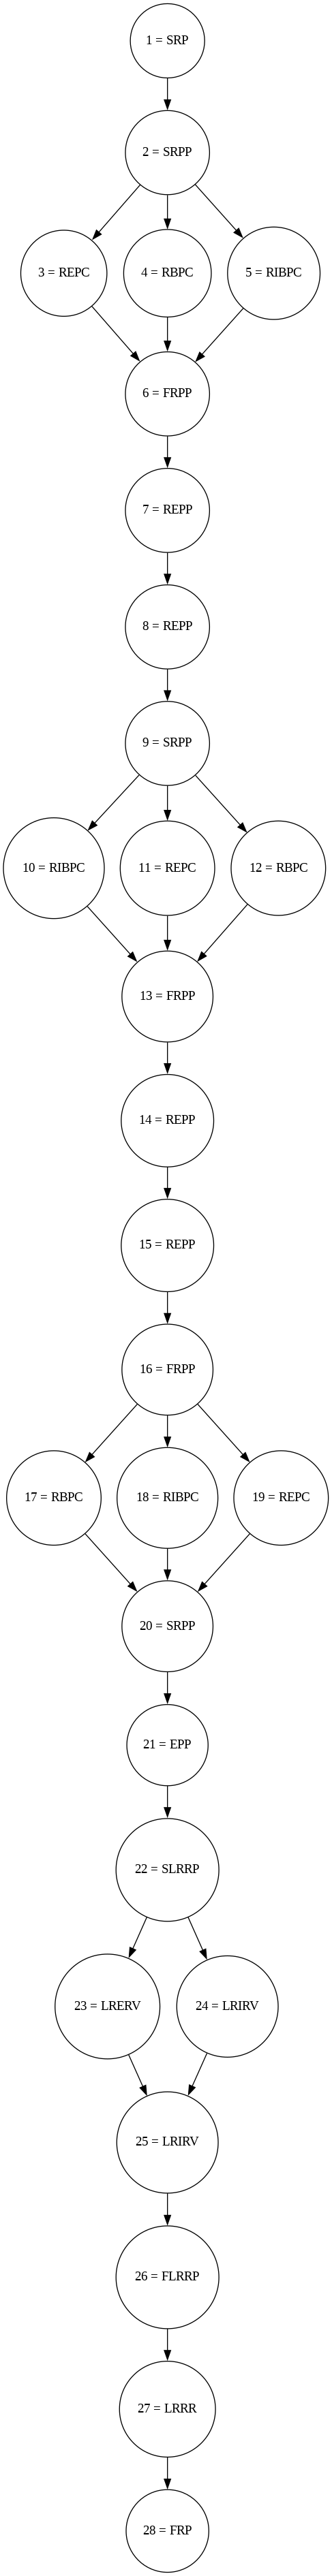 1 = SRP
2 = SRPP
3 = REPC
4 = RBPC
5 = RIBPC
6 = FRPP
7 = REPP
8 = REPP
9 = SRPP
10 = RIBPC
11 = REPC
12 = RBPC
13 = FRPP
14 = REPP
15 = REPP
16 = FRPP
17 = RBPC
18 = RIBPC
19 = REPC
20 = SRPP
21 = EPP
22 = SLRRP
23 = LRERV
24 = LRIRV
25 = LRIRV
26 = FLRRP
27 = LRRR
28 = FRP